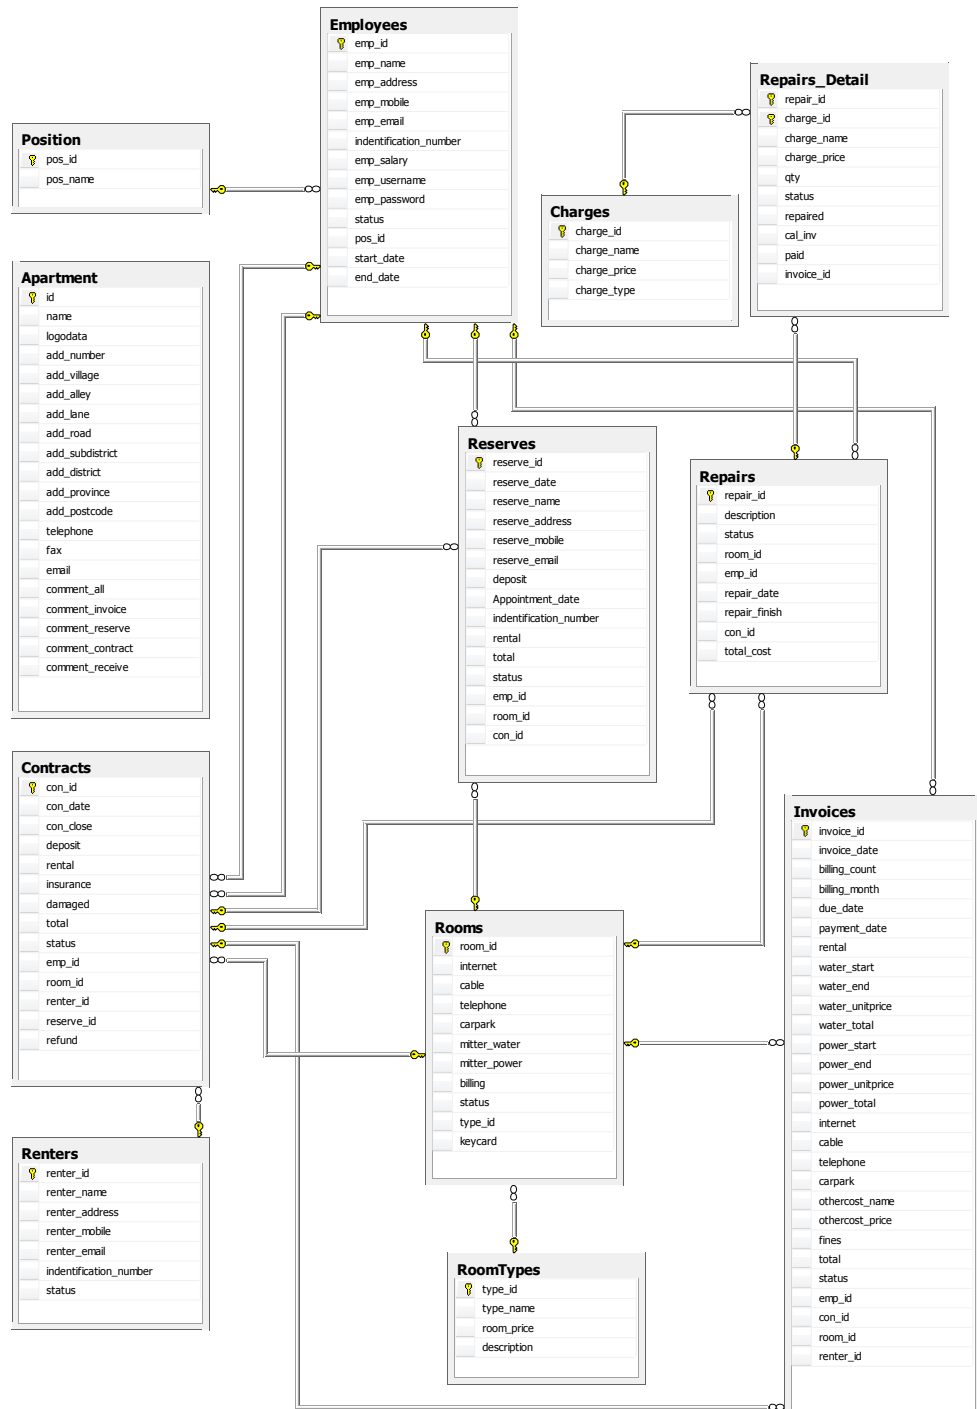 Employees
emp_id
emp_name
emp_address
emp_mobile
emp_email
indentification_number
emp_salary
emp_username
emp_password
status
pos_id
start_date
end_date
Repairs_Detail
repair_id
charge_id
charge_name
charge_price
qty
status
repaired
cal_inv
paid
invoice_id
Position
pos_id
pos_name
Charges
charge_id
charge_name
charge_price
charge_type
Apartment
id
name
logodata
add_number
add_village
add_alley
add_lane
add_road
add_subdistrict
add_district
add_province
add_postcode
telephone
fax
email
comment_all
comment_invoice
comment_reserve
comment_contract
comment_receive
Reserves
reserve_id
reserve_date
reserve_name
reserve_address
reserve_mobile
reserve_email
deposit
Appointment_date
indentification_number
rental
total
status
emp_id
room_id
con_id
Repairs
repair_id
description
status
room_id
emp_id
repair_date
repair_finish
con_id
total_cost
Contracts
con_id
con_date
con_close
deposit
rental
insurance
damaged
total
status
emp_id
room_id
renter_id
reserve_id
refund
Invoices
invoice_id
invoice_date
billing_count
billing_month
due_date
payment_date
rental
water_start
water_end
water_unitprice
water_total
power_start
power_end
power_unitprice
power_total
internet
cable
telephone
carpark
othercost_name
othercost_price
fines
total
status
emp_id
con_id
room_id
renter_id
Rooms
room_id
internet
cable
telephone
carpark
mitter_water
mitter_power
billing
status
type_id
keycard
Renters
renter_id
renter_name
renter_address
renter_mobile
renter_email
indentification_number
status
RoomTypes
type_id
type_name
room_price
description